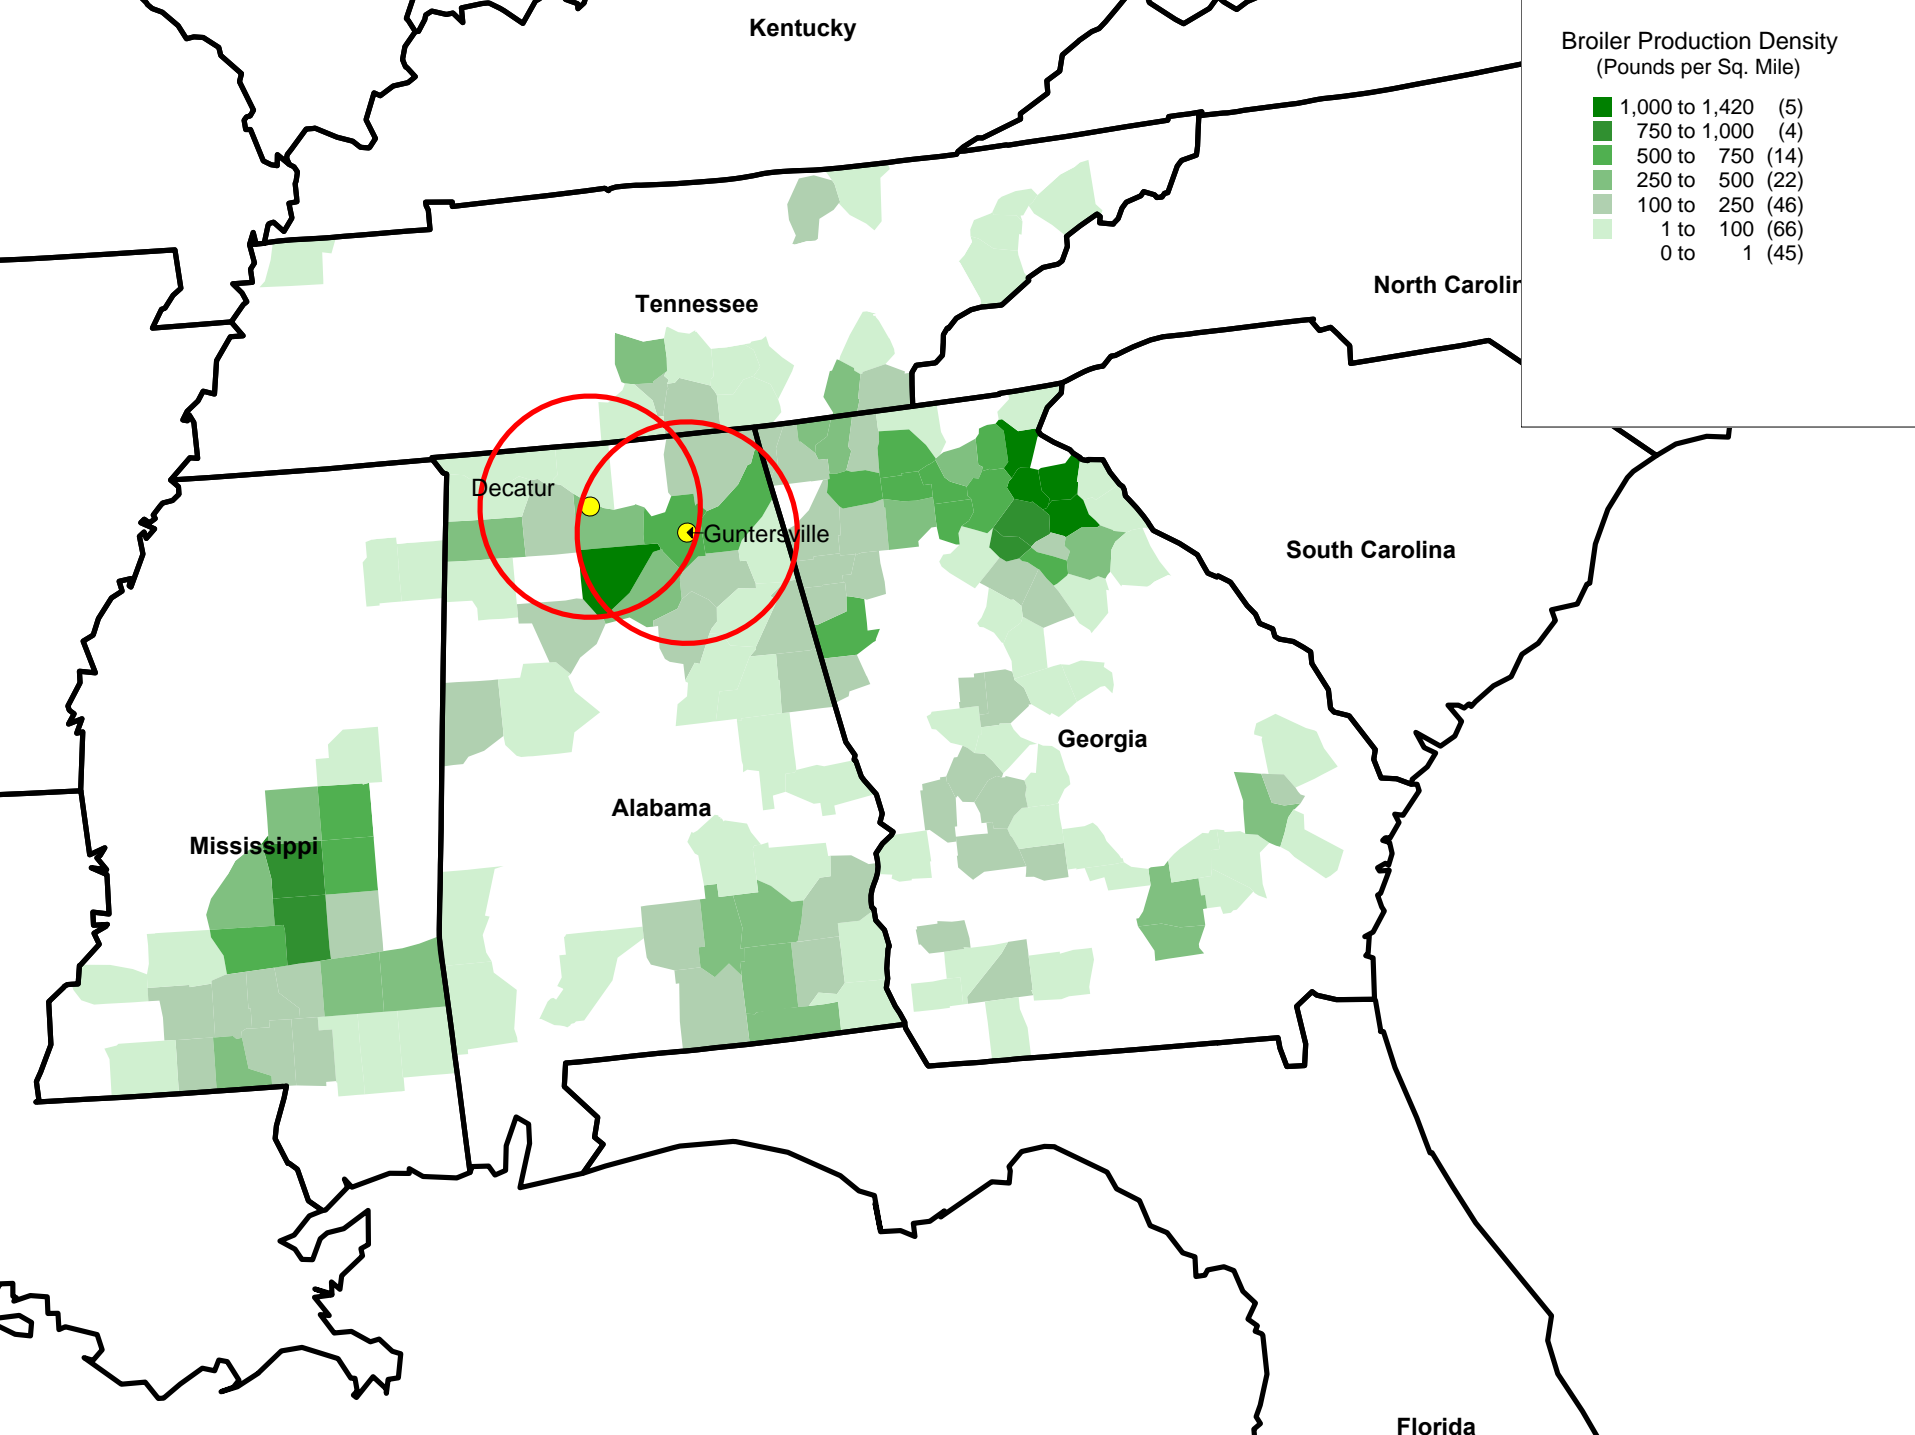 Kentucky
Broiler Production Density
(Pounds per Sq. Mile)
1,000 to 1,420 (5)
750 to 1,000 (4)
500 to 750 (14)
250 to 500 (22)
100 to 250 (46)
1 to 100 (66)
0 to 1 (45)
Tennessee
North Carolin
Decatur
Guntersville
South Carolina
Georgia
Alabama
Mississippi
Florida